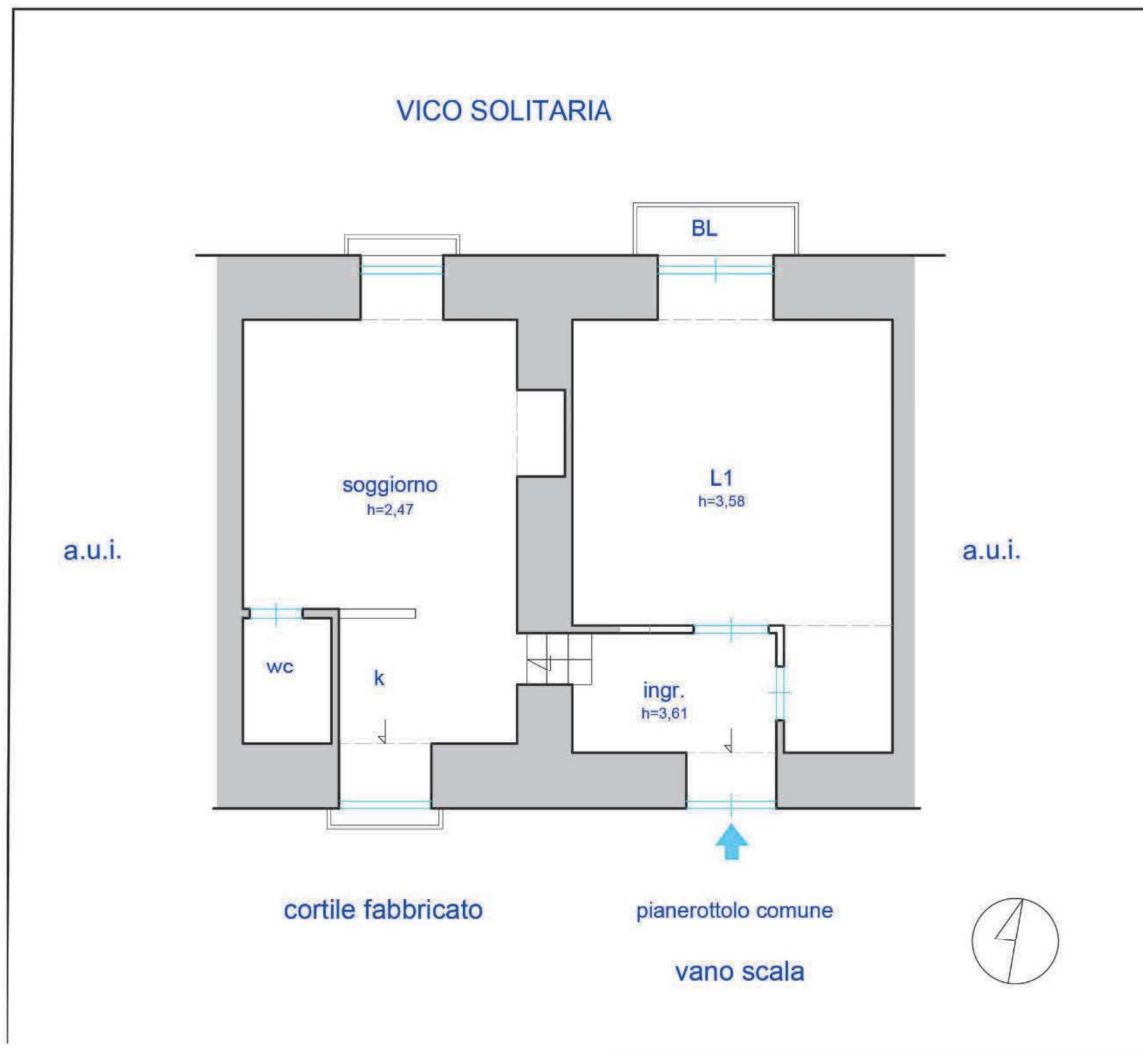 VICO SOLITARIA
BL
soggiorno
h=2,47
L1
h=3,58
a.u.i.
a.u.i.
wc
k
ingr.
h=3,61
cortile fabbricato
pianerottolo comune
vano scala